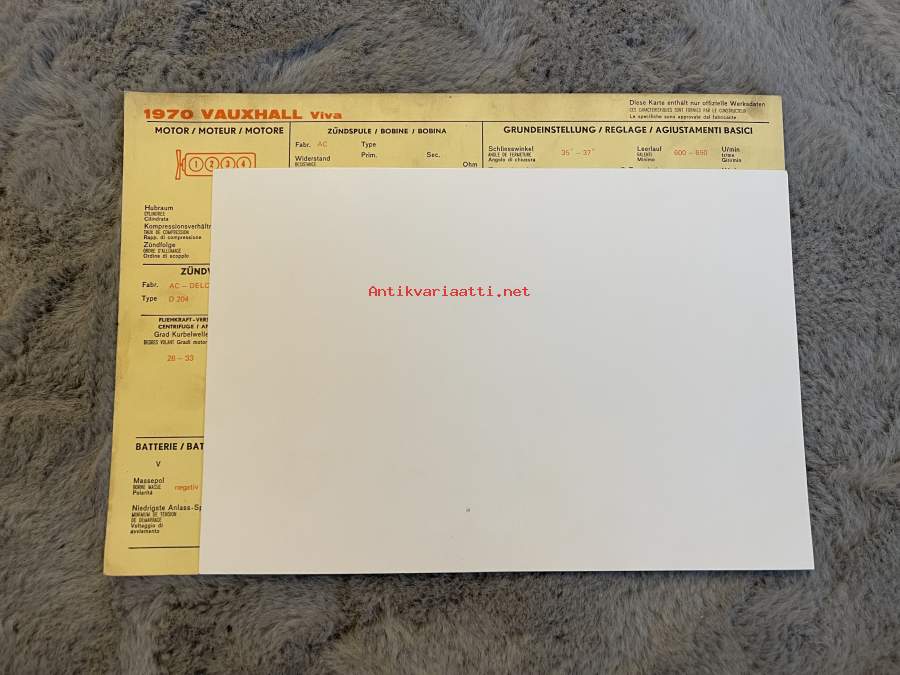 1970 VAUXHALL Viva
Diese Karte enthält nur offizielle Werksdaten
CES CARACTERISTIQUES SONT FOURNIES PAR LE CONSTRUCTEUR
Le specifiche sono approvate dal fabbricante
MOTOR / MOTEUR / MOTORE
1 2 3 4
Hubraum
CYLINDREE
Cilindrata
Kompressionsverhältn
TAUX DE COMPRESSION
Rapp. di compressione
Zündfolge
ORDRE D'ALLUMAGE
Ordine di scoppio
ZÜNDSPULE / BOBINE / BOBINA
Fabr. AC Type
Widerstand Prim. Sec.
RESISTANCE
Ohm
GRUNDEINSTELLUNG / REGLAGE / AGIUSTAMENTI BASICI
Schliesswinkel 35° – 37° Leerlauf 600 – 650 U/min
ANGLE DE FERMETURE RALENTI t/min
Angolo di chiusura Minimo Giri/min
ZÜNDV
Fabr. AC – DELC
Type D 204
FLIEHKRAFT-VERS
CENTRIFUGE / AN
Grad Kurbelwelle
DEGRES VOLANT Gradi motor
28 – 33
BATTERIE / BAT
V
Massepol
BORNE MASSE negativ
Polarità
Niedrigste Anlass-Sp
MINIMUM DE TENSION
DE DEMARRAGE
Voltaggio di
avviamento
Antikvariaatti.net